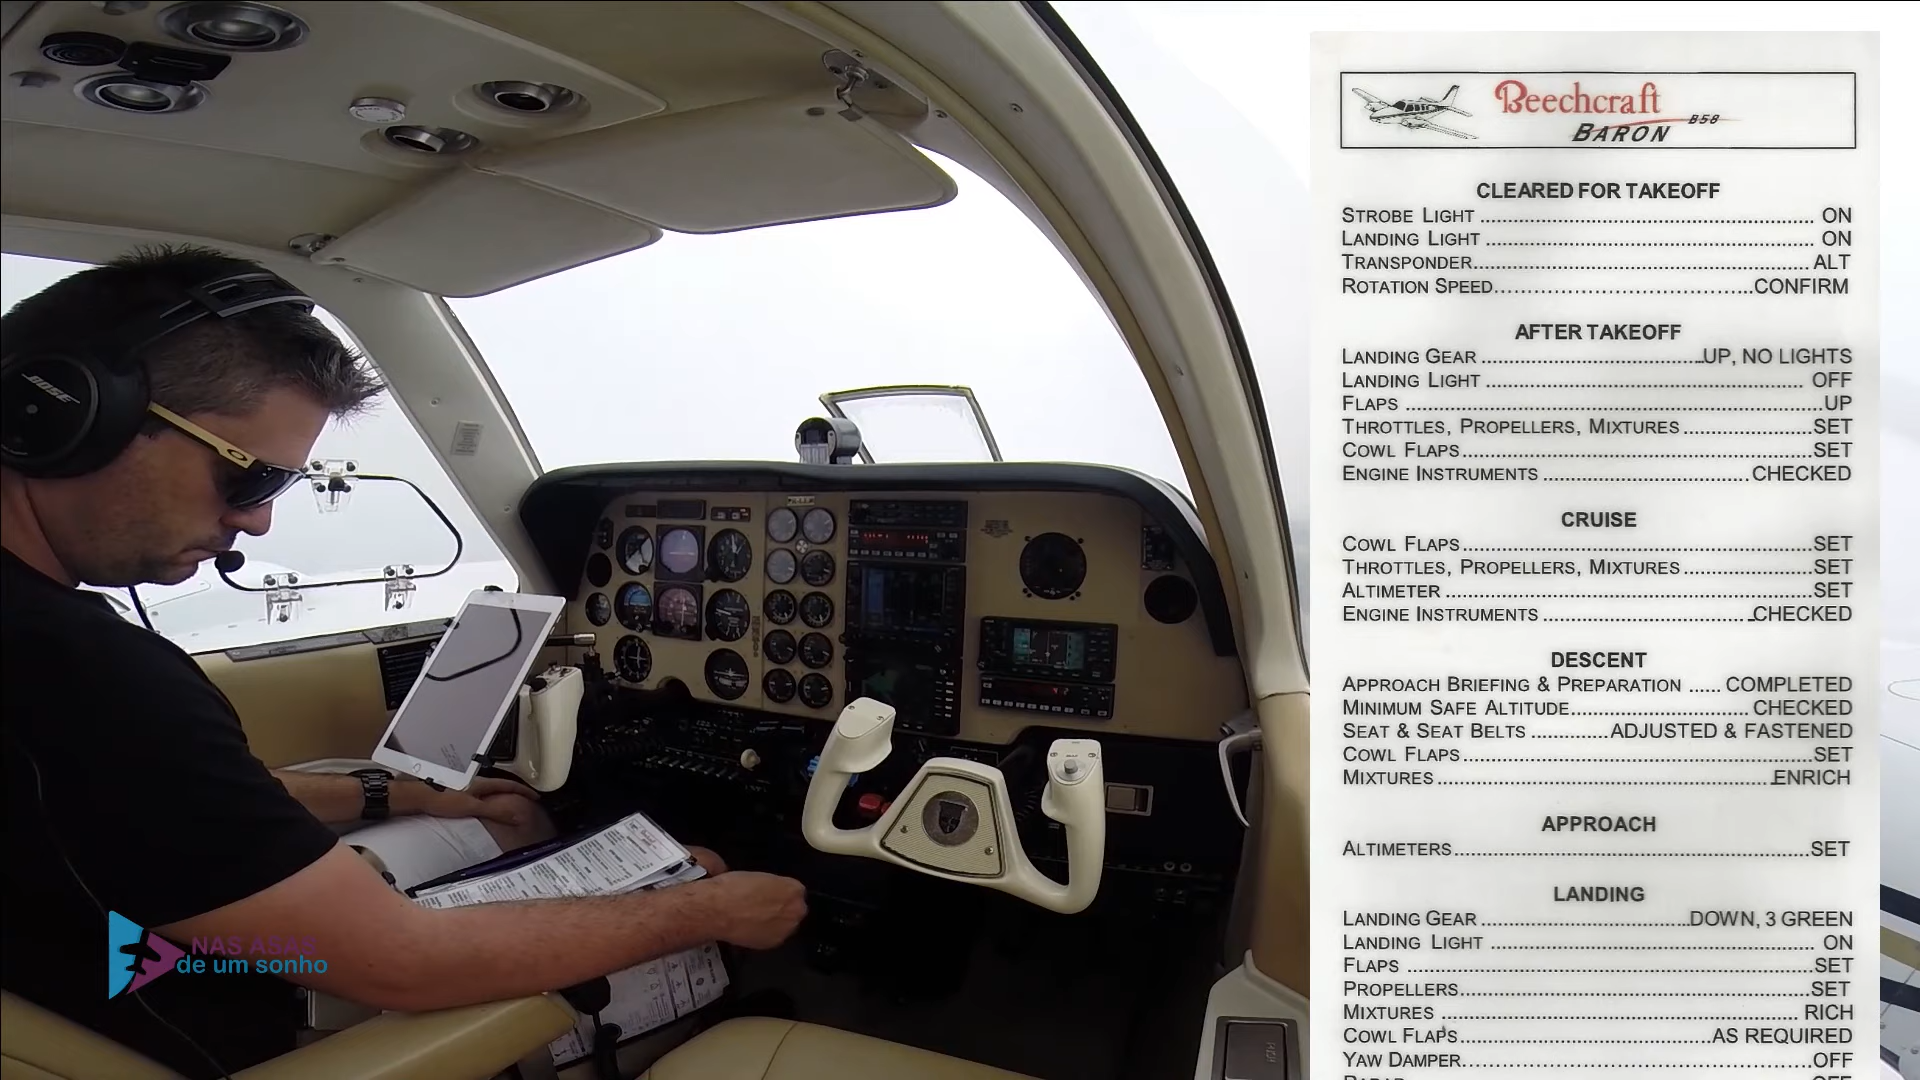 BOSE
NAS ASAS
de um sonho
Beechcraft
BARON B58
CLEARED FOR TAKEOFF
STROBE LIGHT ........ ON
LANDING LIGHT ........ ON
TRANSPONDER........ ALT
ROTATION SPEED........CONFIRM
AFTER TAKEOFF
LANDING GEAR ........UP, NO LIGHTS
LANDING LIGHT ........ OFF
FLAPS ........UP
THROTTLES, PROPELLERS, MIXTURES ........SET
COWL FLAPS........SET
ENGINE INSTRUMENTS ........CHECKED
CRUISE
COWL FLAPS........SET
THROTTLES, PROPELLERS, MIXTURES ........SET
ALTIMETER ........SET
ENGINE INSTRUMENTS ........CHECKED
DESCENT
APPROACH BRIEFING & PREPARATION ...... COMPLETED
MINIMUM SAFE ALTITUDE........CHECKED
SEAT & SEAT BELTS ........ADJUSTED & FASTENED
COWL FLAPS........SET
MIXTURES........ENRICH
APPROACH
ALTIMETERS........SET
LANDING
LANDING GEAR ........DOWN, 3 GREEN
LANDING LIGHT ........ ON
FLAPS ........SET
PROPELLERS........SET
MIXTURES ........ RICH
COWL FLAPS........AS REQUIRED
YAW DAMPER........OFF